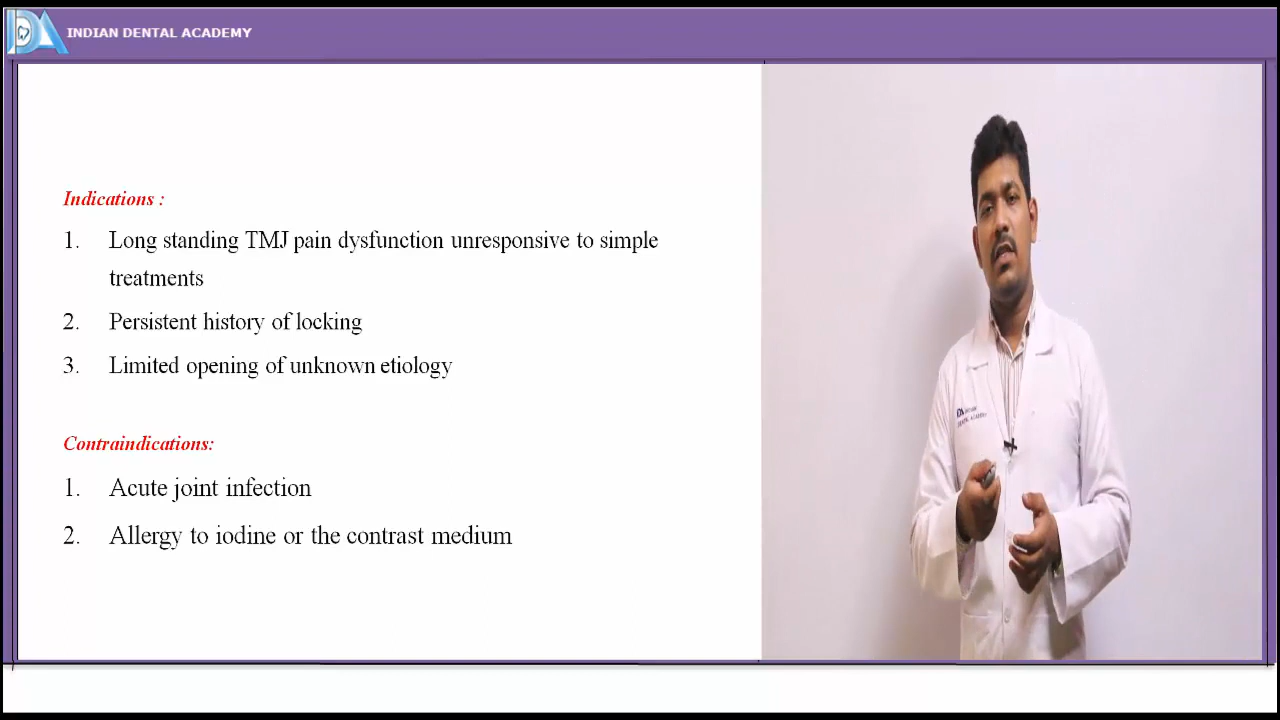 INDIAN DENTAL ACADEMY
Indications :
1. Long standing TMJ pain dysfunction unresponsive to simple
treatments
2. Persistent history of locking
3. Limited opening of unknown etiology
Contraindications:
1. Acute joint infection
2. Allergy to iodine or the contrast medium
DENTAL ACADEMY